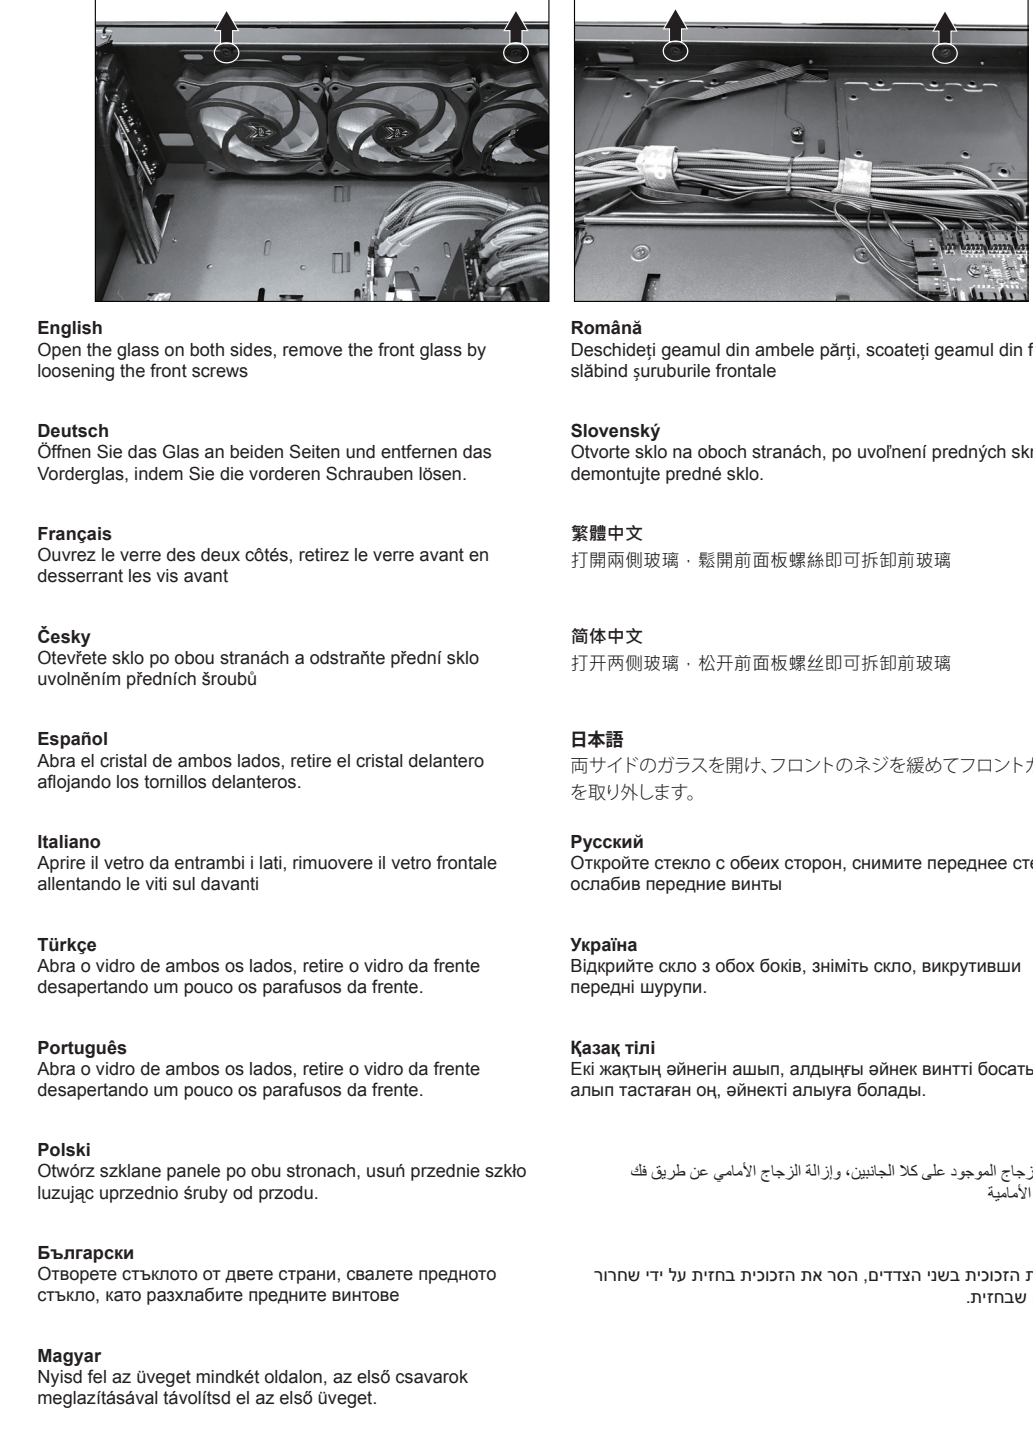 English
Open the glass on both sides, remove the front glass by
loosening the front screws
Deutsch
Öffnen Sie das Glas an beiden Seiten und entfernen das
Vorderglas, indem Sie die vorderen Schrauben lösen.
Français
Ouvrez le verre des deux côtés, retirez le verre avant en
desserrant les vis avant
Česky
Otevřete sklo po obou stranách a odstraňte přední sklo
uvolněním předních šroubů
Español
Abra el cristal de ambos lados, retire el cristal delantero
aflojando los tornillos delanteros.
Italiano
Aprire il vetro da entrambi i lati, rimuovere il vetro frontale
allentando le viti sul davanti
Türkçe
Abra o vidro de ambos os lados, retire o vidro da frente
desapertando um pouco os parafusos da frente.
Português
Abra o vidro de ambos os lados, retire o vidro da frente
desapertando um pouco os parafusos da frente.
Polski
Otwórz szklane panele po obu stronach, usuń przednie szkło
luzując uprzednio śruby od przodu.
Български
Отворете стъклото от двете страни, свалете предното
стъкло, като разхлабите предните винтове
Magyar
Nyisd fel az üveget mindkét oldalon, az első csavarok
meglazításával távolítsd el az első üveget.
Română
Deschideți geamul din ambele părți, scoateți geamul din
slăbind șuruburile frontale
Slovenský
Otvorte sklo na oboch stranách, po uvoľnení predných
demontujte predné sklo.
繁體中文
打開兩側玻璃，鬆開前面板螺絲即可拆卸前玻璃
简体中文
打开两侧玻璃，松开前面板螺丝即可拆卸前玻璃
日本語
両サイドのガラスを開け、フロントのネジを緩めてフロント
を取り外します。
Русский
Откройте стекло с обеих сторон, снимите переднее
ослабив передние винты
Україна
Відкрийте скло з обох боків, зніміть скло, викрутивши
передні шурупи.
Қазақ тілі
Екі жақтың әйнегін ашып, алдыңғы әйнек винтті
алып тастаған оң, әйнекті алыуға болады.
الموجود على كلا الجانبين، وإزالة الزجاج الأمامي عن طريق فك
الأمامية
הזכוכית בשני הצדדים, הסר את הזכוכית בחזית על ידי שחרור
שבחזית.